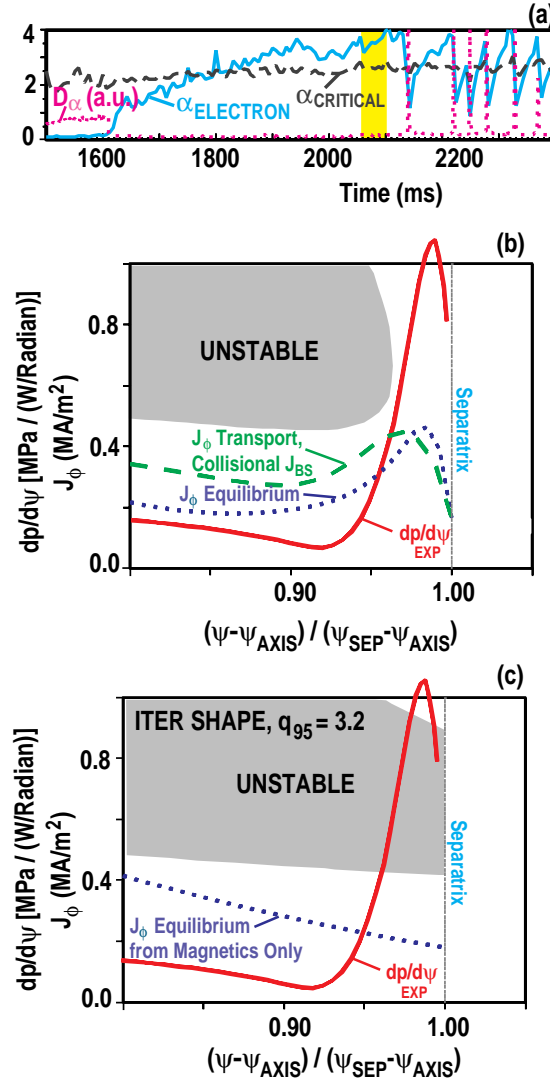 (a)
4
2
0
Dα (a.u.)
αELECTRON
αCRITICAL
1600 1800 2000 2200
Time (ms)
(b)
dp/dψ [MPa / (W/Radian)]
Jϕ (MA/m²)
0.8
0.4
0.0
UNSTABLE
Jϕ Transport,
Collisional JBS
Jϕ Equilibrium
dp/dψ
EXP
Separatrix
0.90 1.00
(ψ-ψAXIS) / (ψSEP-ψAXIS)
(c)
dp/dψ [MPa / (W/Radian)]
Jϕ (MA/m²)
0.8
0.4
0.0
ITER SHAPE, q95 = 3.2
UNSTABLE
Jϕ Equilibrium
from Magnetics Only
dp/dψ
EXP
Separatrix
0.90 1.00
(ψ-ψAXIS) / (ψSEP-ψAXIS)